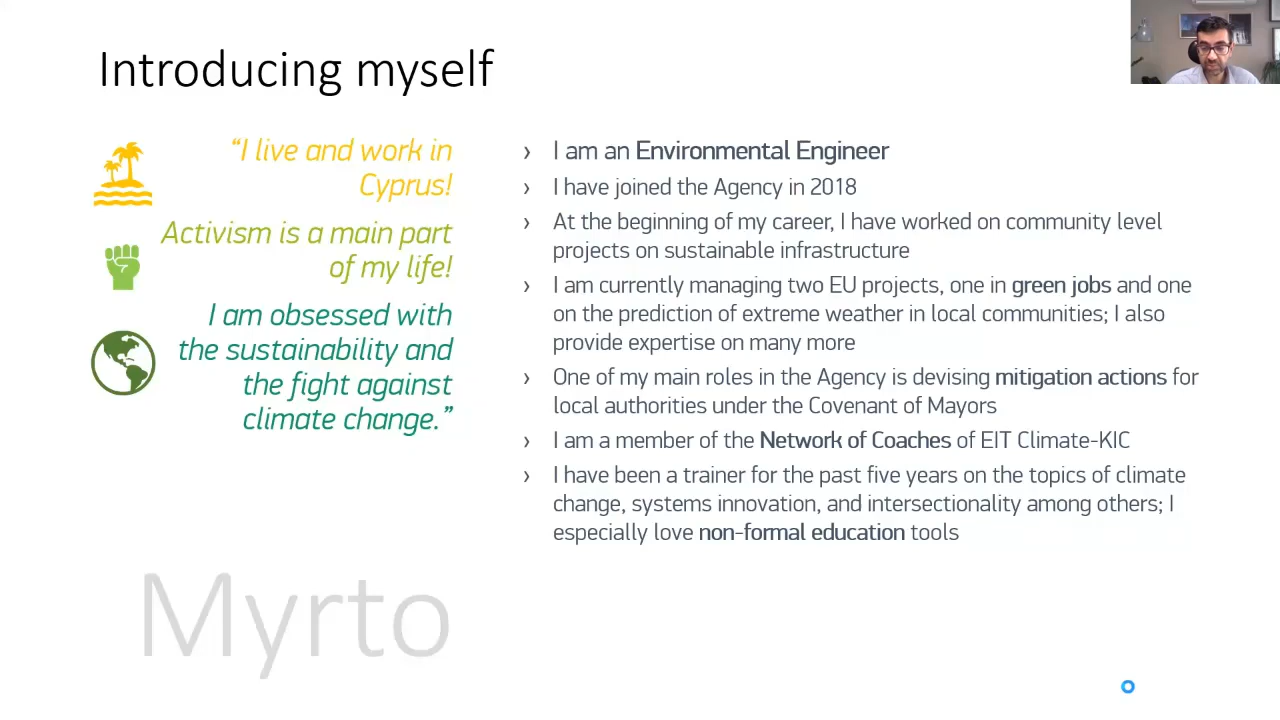 Introducing myself
“I live and work in
Cyprus!
Activism is a main part
of my life!
I am obsessed with
the sustainability and
the fight against
climate change.”
› I am an Environmental Engineer
› I have joined the Agency in 2018
› At the beginning of my career, I have worked on community level
projects on sustainable infrastructure
› I am currently managing two EU projects, one in green jobs and one
on the prediction of extreme weather in local communities; I also
provide expertise on many more
› One of my main roles in the Agency is devising mitigation actions for
local authorities under the Covenant of Mayors
› I am a member of the Network of Coaches of EIT Climate-KIC
› I have been a trainer for the past five years on the topics of climate
change, systems innovation, and intersectionality among others; I
especially love non-formal education tools
Myrto